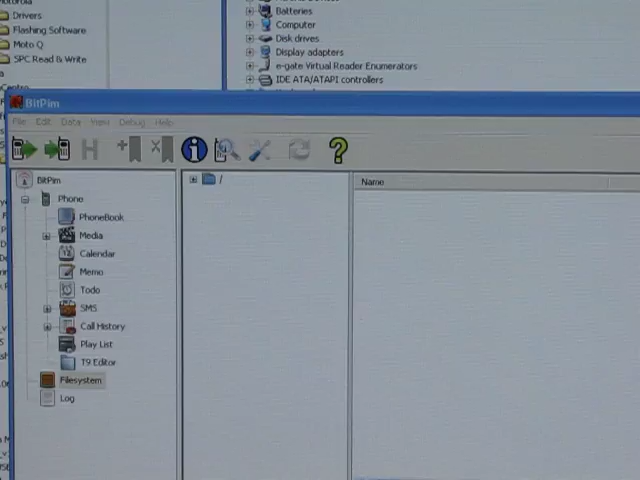 Drivers
Flashing Software
Moto Q
SPC Read & Write
Batteries
Computer
Disk drives
Display adapters
e-gate Virtual Reader Enumerators
IDE ATA/ATAPI controllers
BitPim
File Edit Data View Debug Help
BitPim
Phone
PhoneBook
Media
Calendar
Memo
Todo
SMS
Call History
Play List
T9 Editor
Filesystem
Log
/
Name